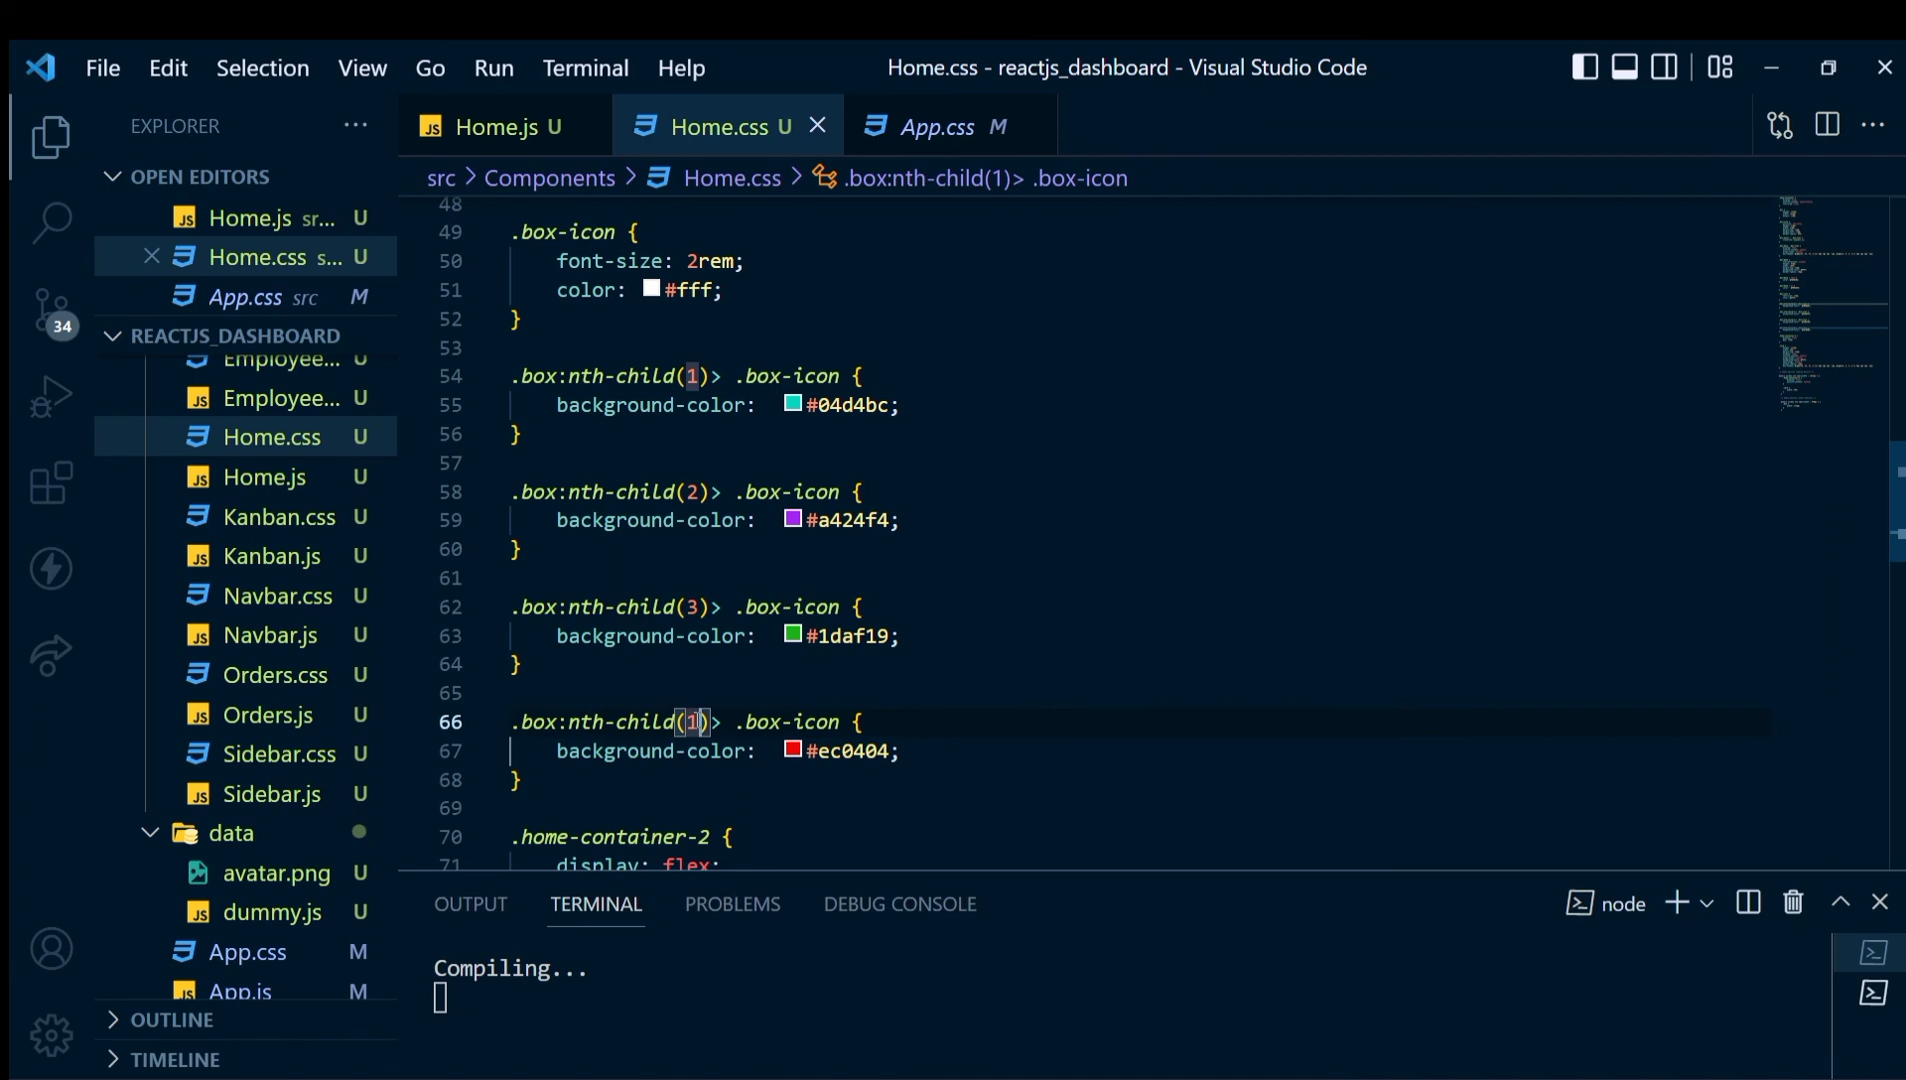 File Edit Selection View Go Run Terminal Help Home.css - reactjs_dashboard - Visual Studio Code
EXPLORER ···
OPEN EDITORS
Home.js sr... U
Home.css s... U
App.css src M
REACTJS_DASHBOARD
Employee... U
Employee... U
Home.css U
Home.js U
Kanban.css U
Kanban.js U
Navbar.css U
Navbar.js U
Orders.css U
Orders.js U
Sidebar.css U
Sidebar.js U
data
avatar.png U
dummy.js U
App.css M
App.js M
OUTLINE
TIMELINE
34
Home.js U Home.css U App.css M
src > Components > Home.css > .box:nth-child(1)> .box-icon
48
49 .box-icon {
50 font-size: 2rem;
51 color: #fff;
52 }
53
54 .box:nth-child(1)> .box-icon {
55 background-color: #04d4bc;
56 }
57
58 .box:nth-child(2)> .box-icon {
59 background-color: #a424f4;
60 }
61
62 .box:nth-child(3)> .box-icon {
63 background-color: #1daf19;
64 }
65
66 .box:nth-child(1)> .box-icon {
67 background-color: #ec0404;
68 }
69
70 .home-container-2 {
71 display: flex;
OUTPUT TERMINAL PROBLEMS DEBUG CONSOLE node
Compiling...